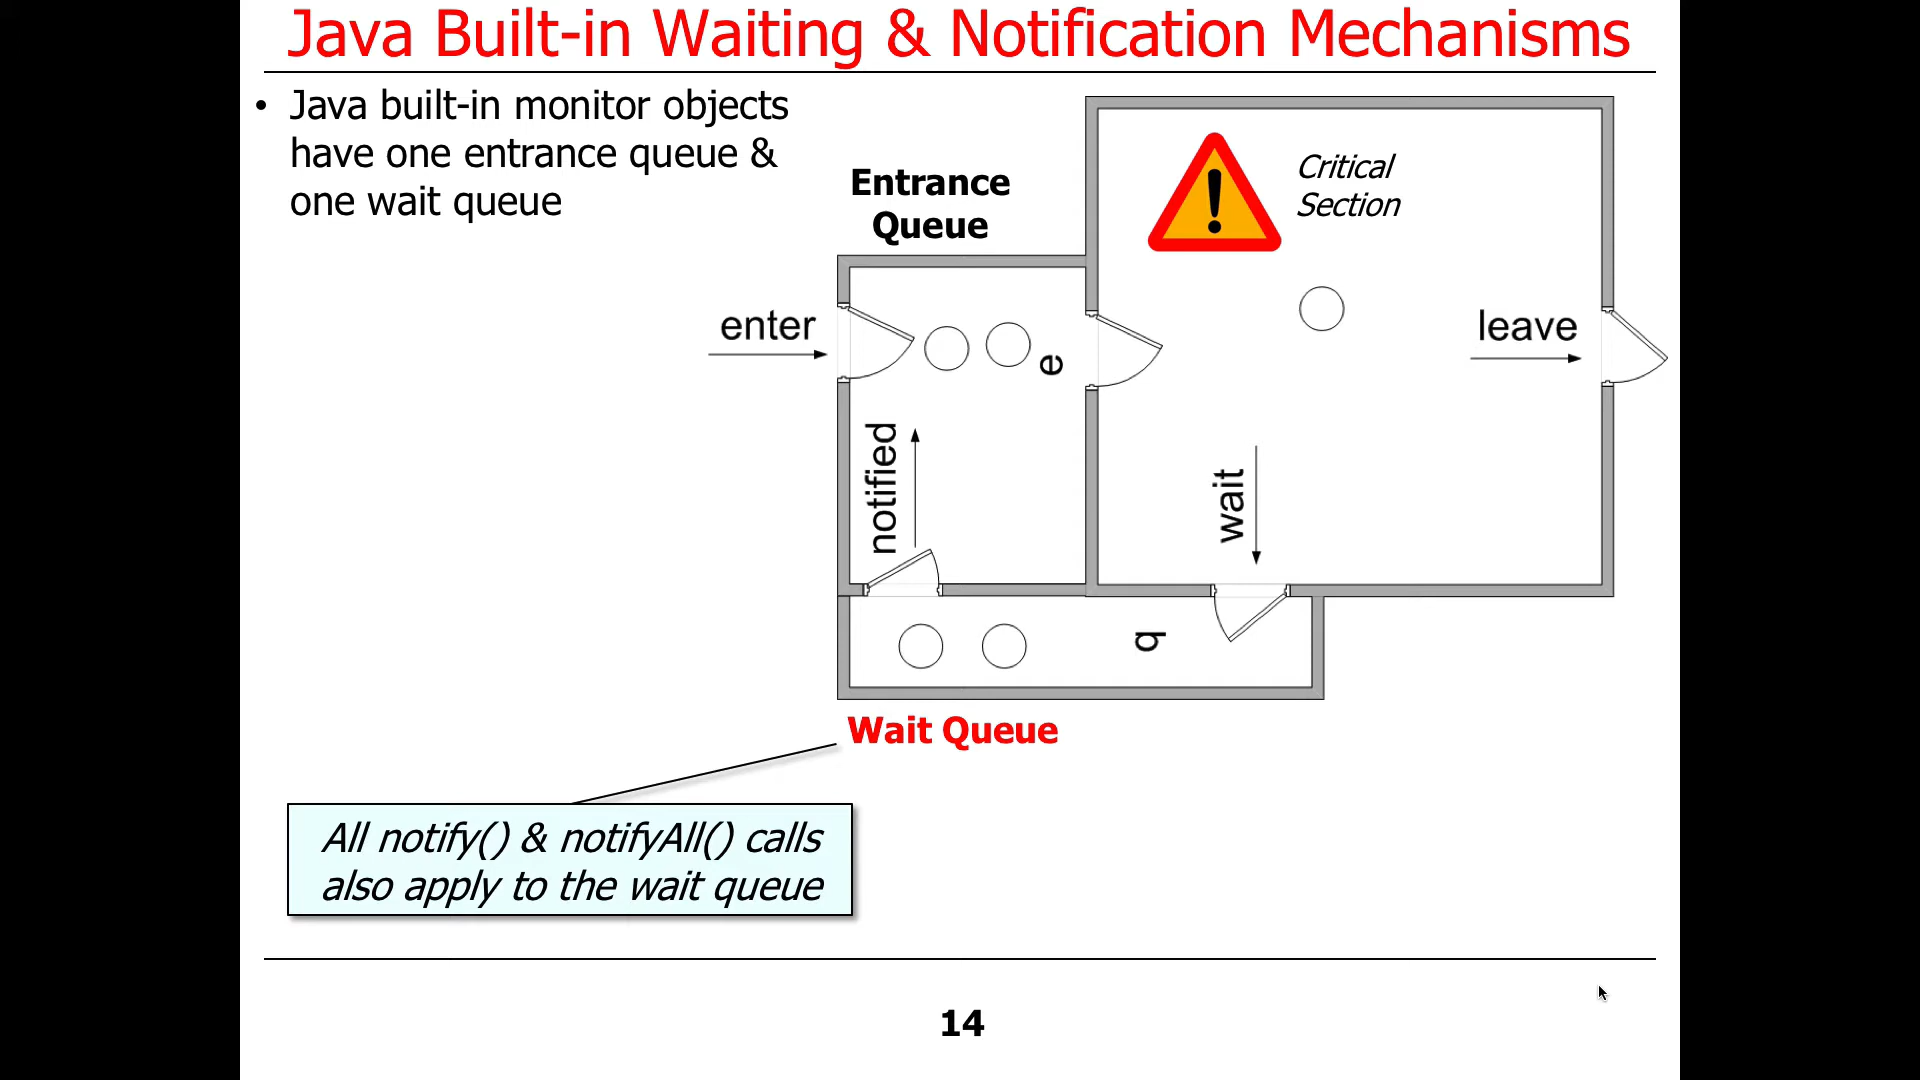 Java Built-in Waiting & Notification Mechanisms
• Java built-in monitor objects
have one entrance queue &
one wait queue
Entrance
Queue
Critical
Section
enter
leave
e
notified
wait
q
Wait Queue
All notify() & notifyAll() calls
also apply to the wait queue
14